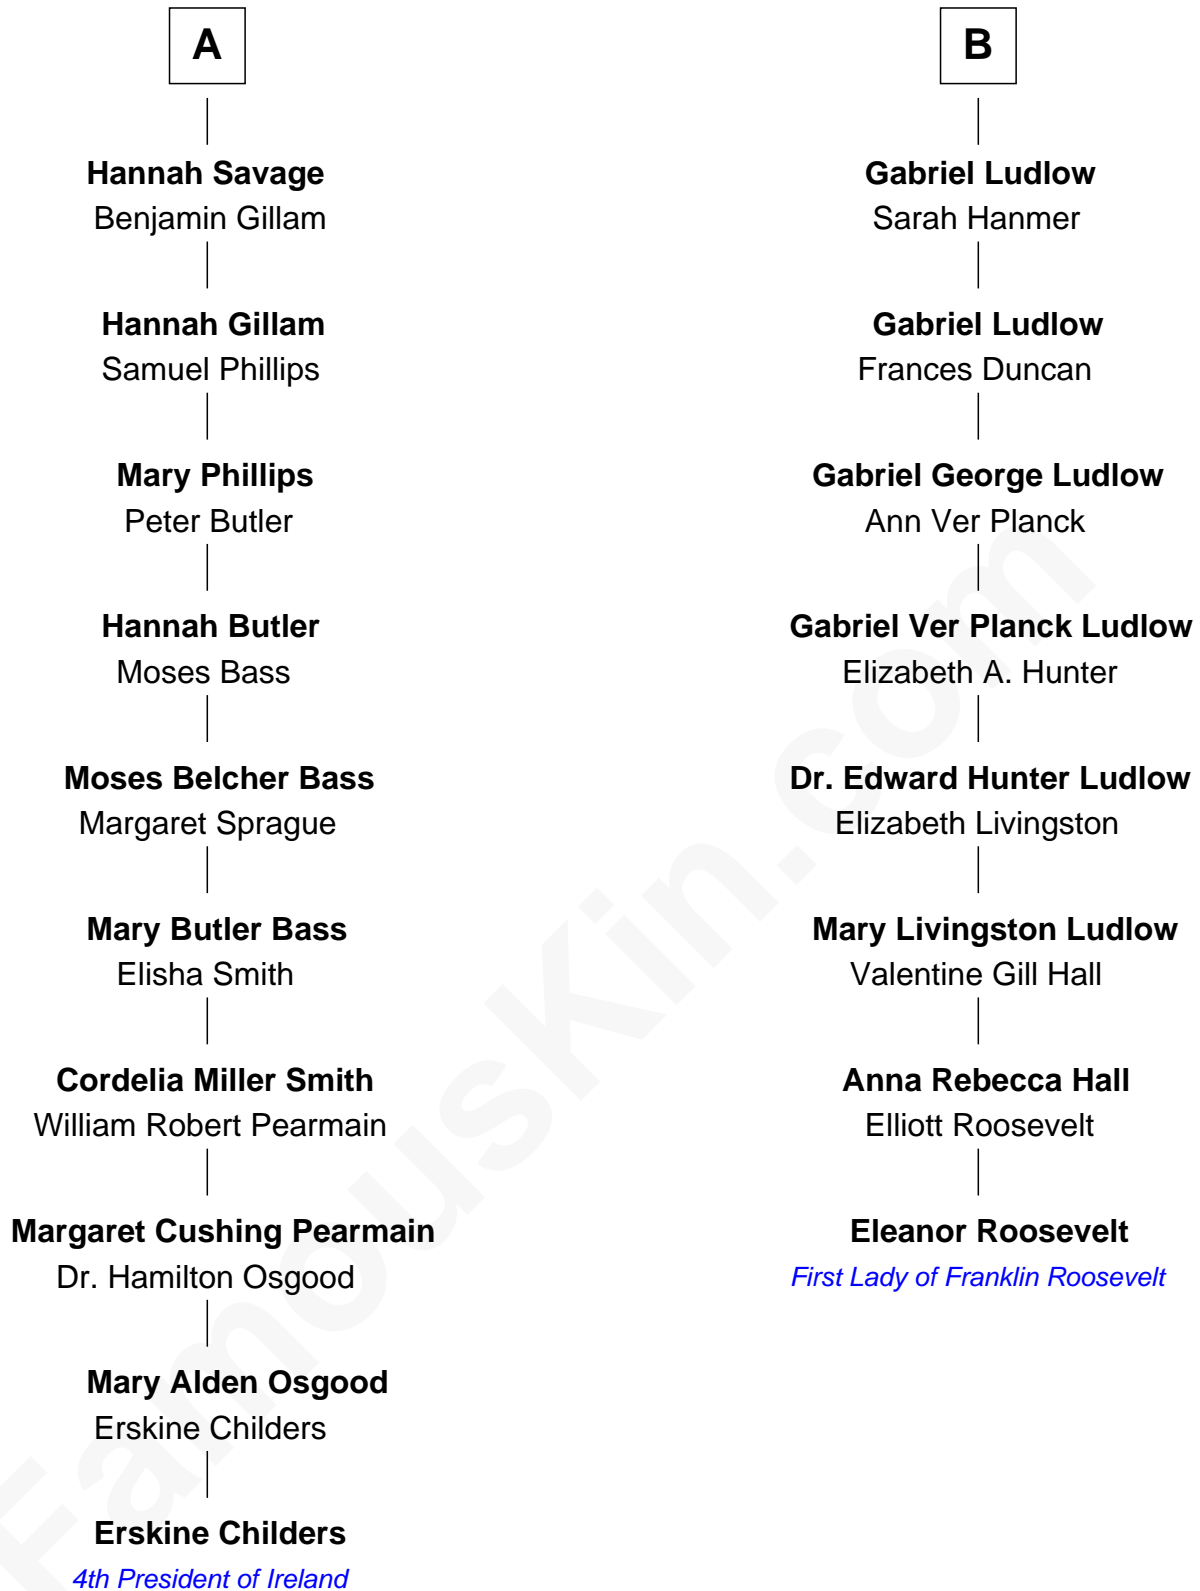 A
Hannah Savage
Benjamin Gillam
Hannah Gillam
Samuel Phillips
Mary Phillips
Peter Butler
Hannah Butler
Moses Bass
Moses Belcher Bass
Margaret Sprague
Mary Butler Bass
Elisha Smith
Cordelia Miller Smith
William Robert Pearmain
Margaret Cushing Pearmain
Dr. Hamilton Osgood
Mary Alden Osgood
Erskine Childers
Erskine Childers
4th President of Ireland
B
Gabriel Ludlow
Sarah Hanmer
Gabriel Ludlow
Frances Duncan
Gabriel George Ludlow
Ann Ver Planck
Gabriel Ver Planck Ludlow
Elizabeth A. Hunter
Dr. Edward Hunter Ludlow
Elizabeth Livingston
Mary Livingston Ludlow
Valentine Gill Hall
Anna Rebecca Hall
Elliott Roosevelt
Eleanor Roosevelt
First Lady of Franklin Roosevelt
FamousKin.com